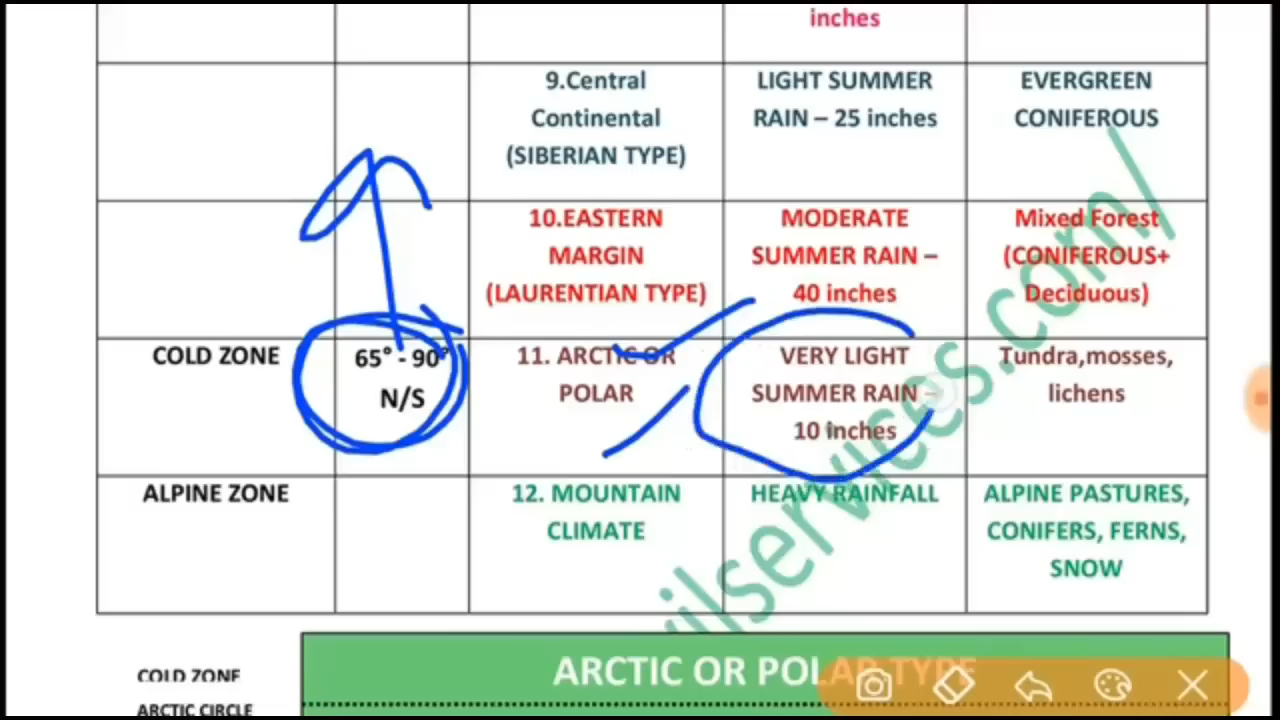 inches
9.Central
Continental
(SIBERIAN TYPE)
LIGHT SUMMER
RAIN – 25 inches
EVERGREEN
CONIFEROUS
10.EASTERN
MARGIN
(LAURENTIAN TYPE)
MODERATE
SUMMER RAIN –
40 inches
Mixed Forest
(CONIFEROUS+
Deciduous)
COLD ZONE
65° - 90°
N/S
11. ARCTIC OR
POLAR
VERY LIGHT
SUMMER RAIN –
10 inches
Tundra,mosses,
lichens
ALPINE ZONE
12. MOUNTAIN
CLIMATE
HEAVY RAINFALL
ALPINE PASTURES,
CONIFERS, FERNS,
SNOW
ilservices.com/
COLD ZONE
ARCTIC CIRCLE
ARCTIC OR POLAR TYPE